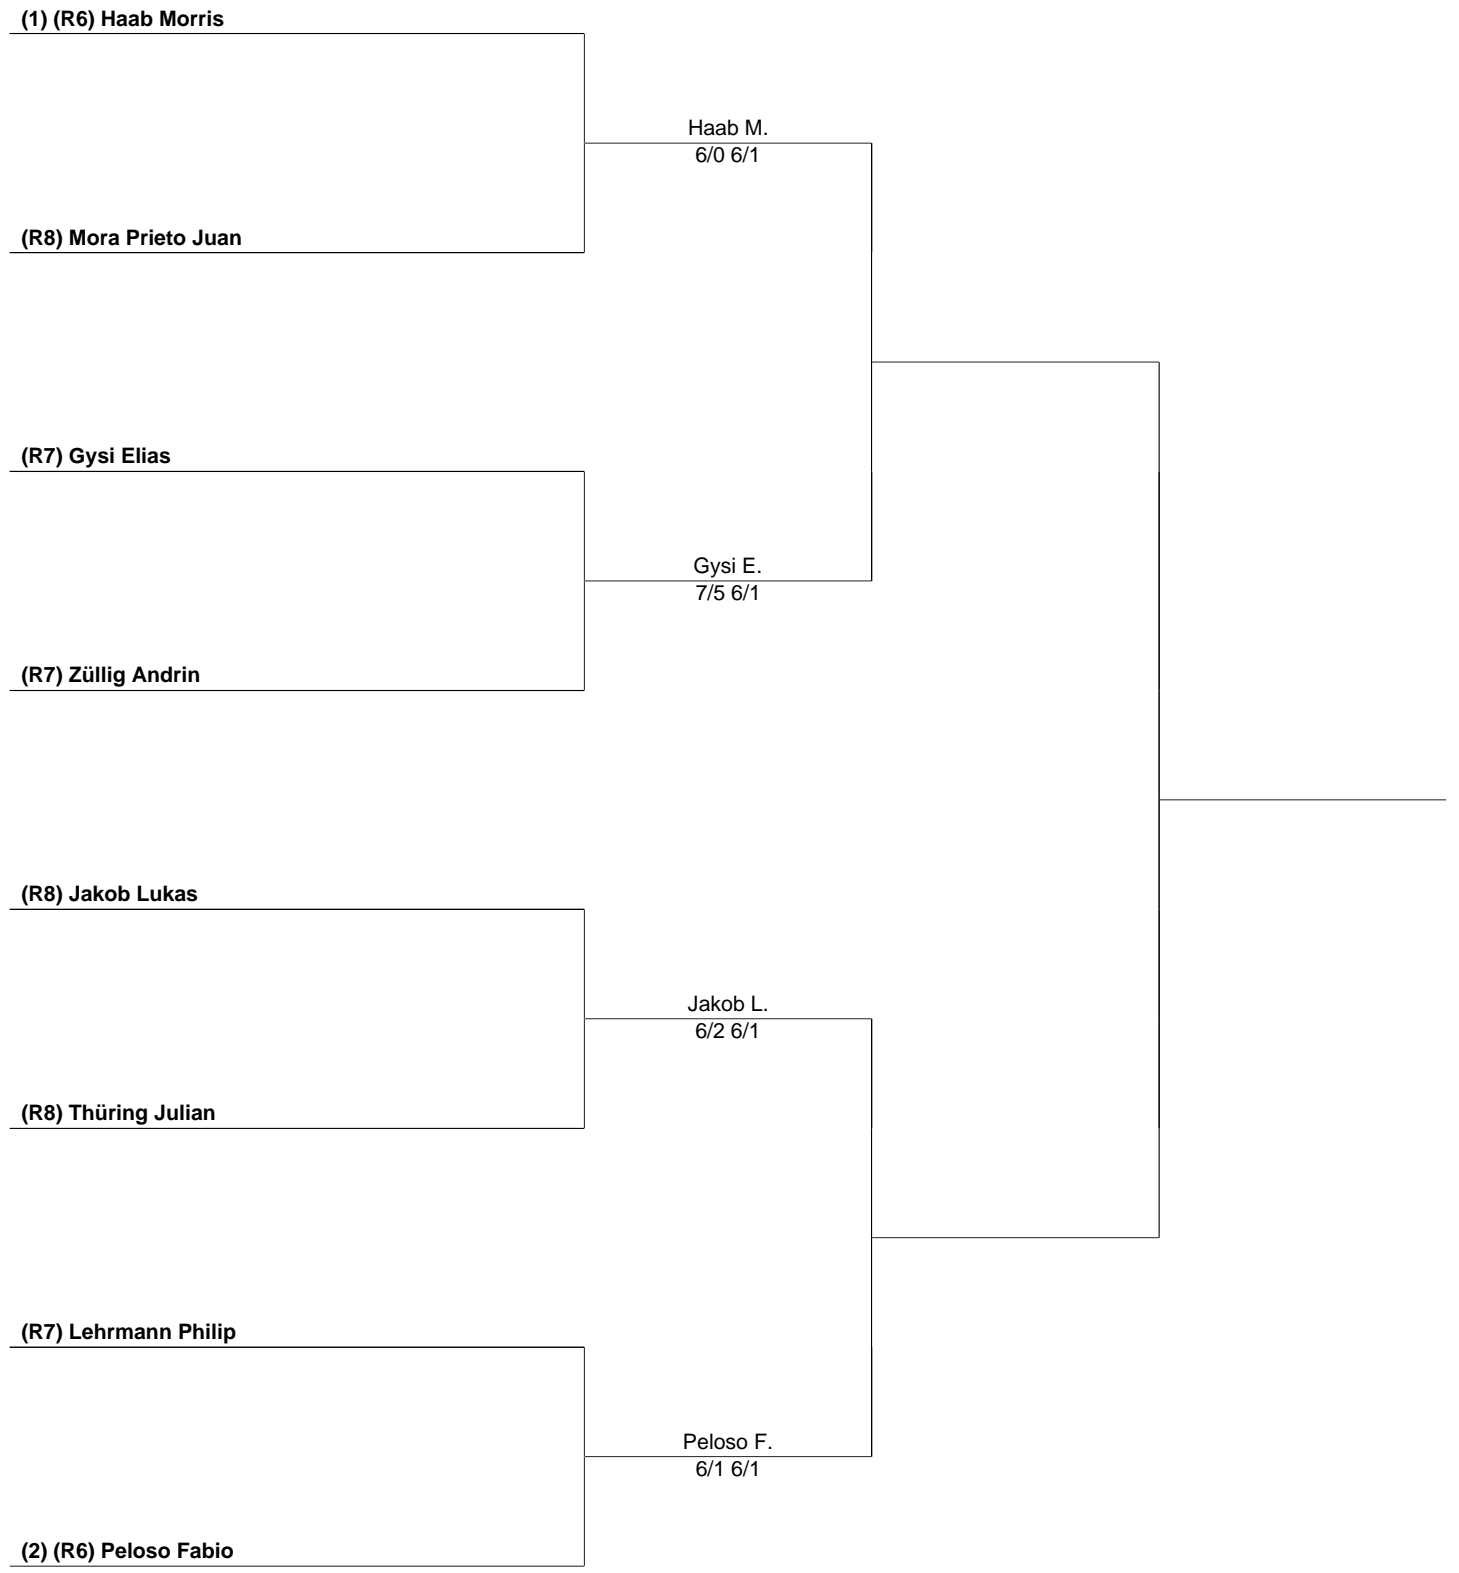 (1) (R6) Haab Morris
Haab M.
6/0 6/1
(R8) Mora Prieto Juan
(R7) Gysi Elias
Gysi E.
7/5 6/1
(R7) Züllig Andrin
(R8) Jakob Lukas
Jakob L.
6/2 6/1
(R8) Thüring Julian
(R7) Lehrmann Philip
Peloso F.
6/1 6/1
(2) (R6) Peloso Fabio